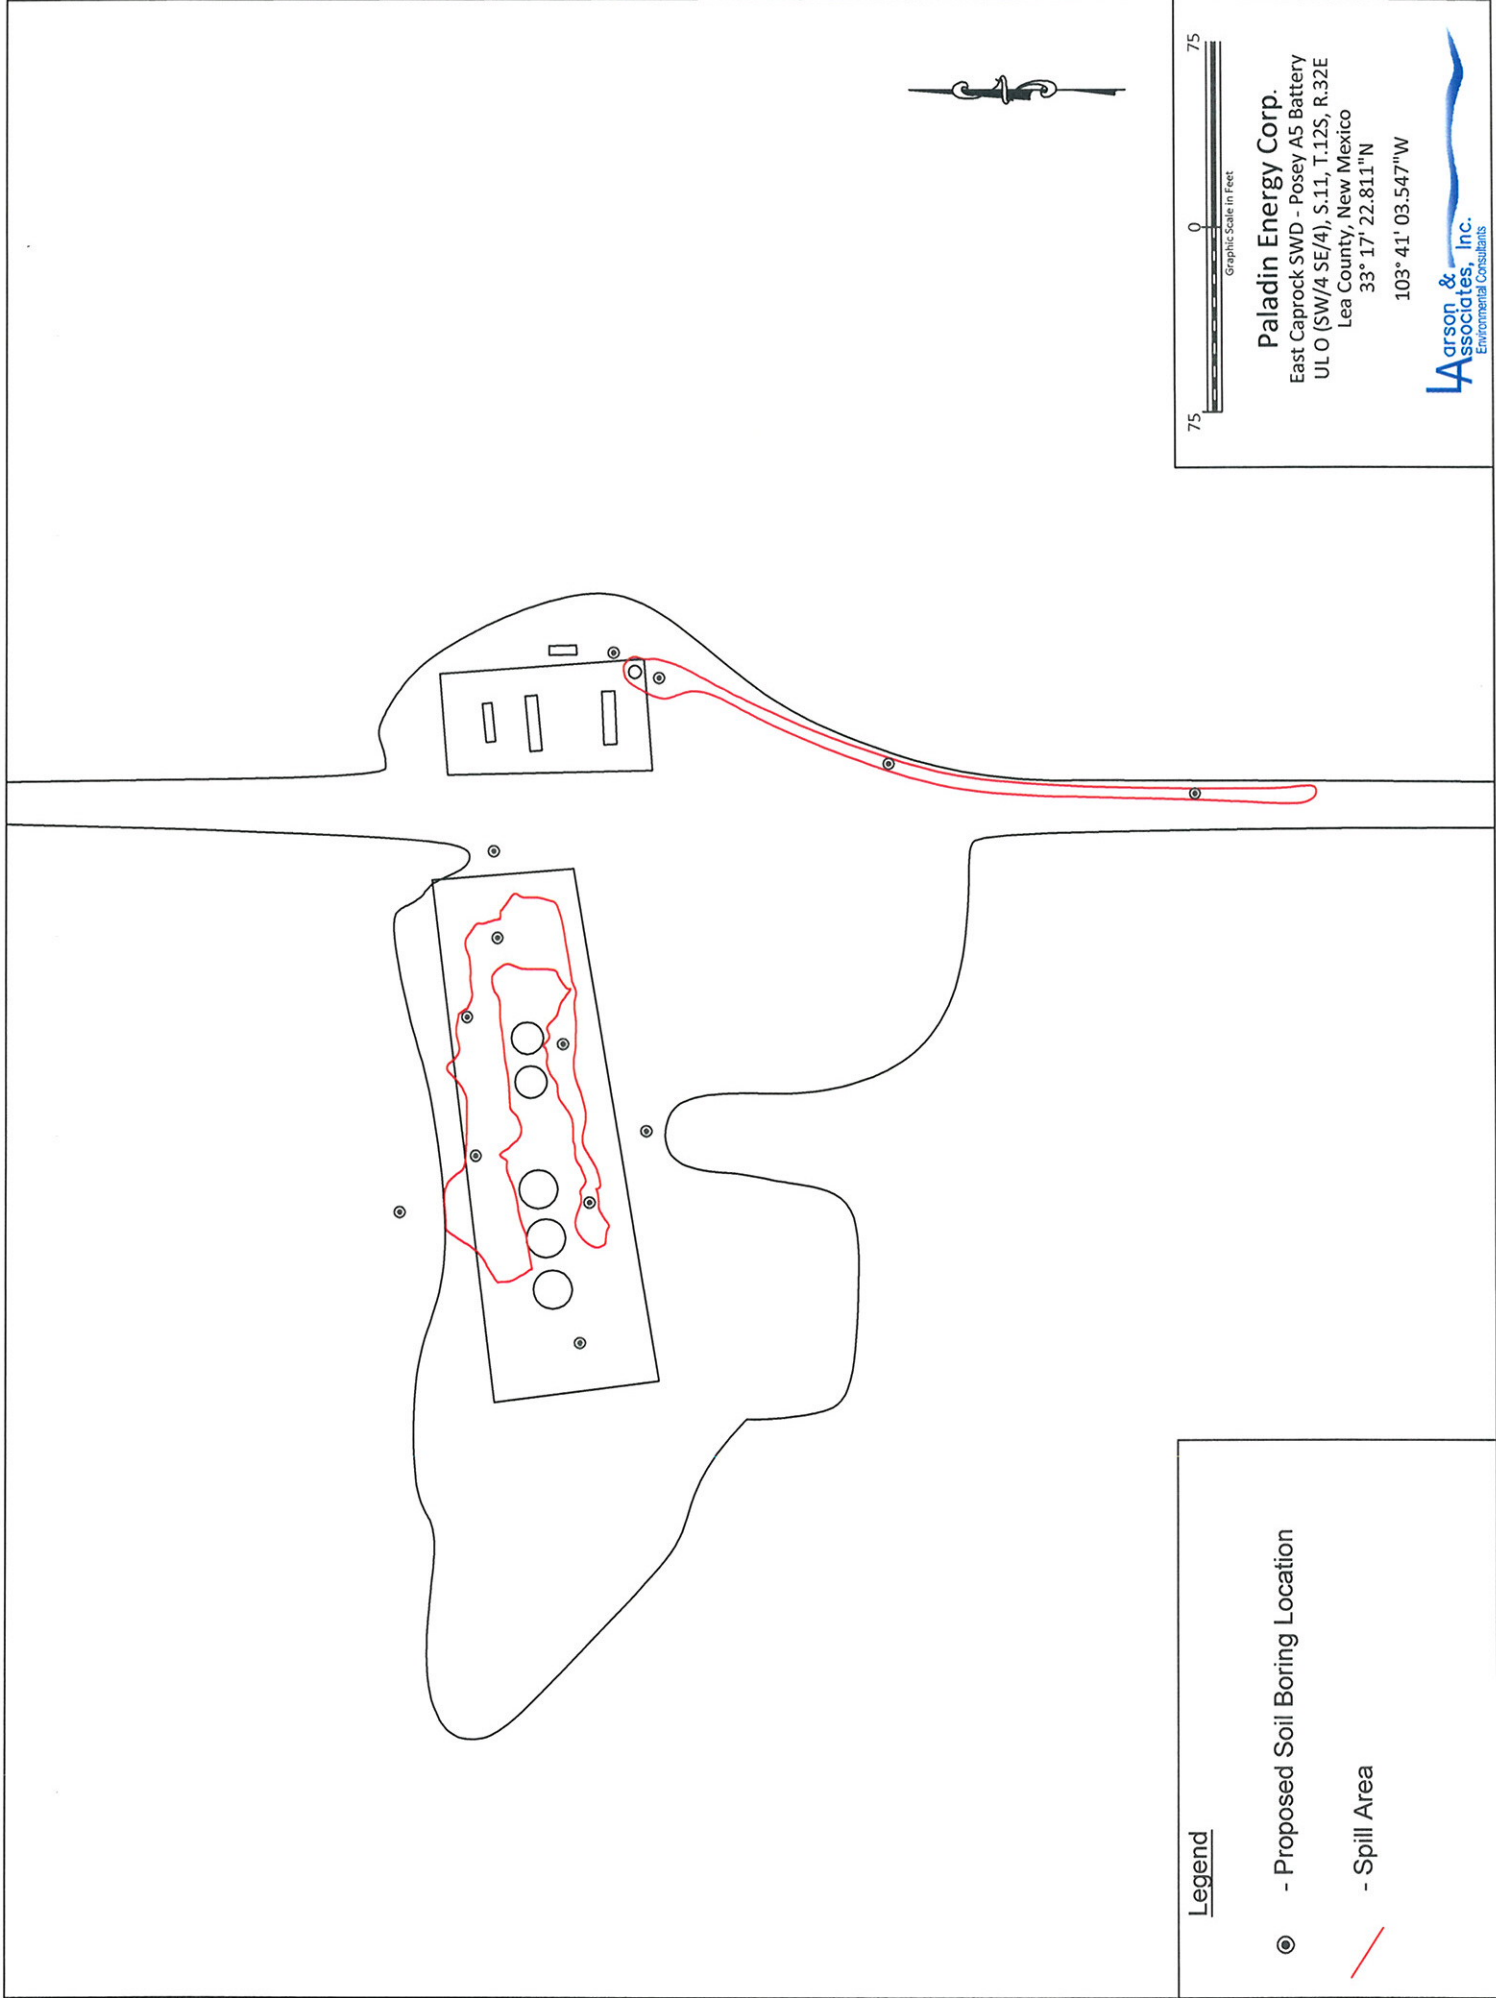 Legend
- Proposed Soil Boring Location
- Spill Area
75 0 75
Graphic Scale in Feet
Paladin Energy Corp.
East Caprock SWD - Posey A5 Battery
UL O (SW/4 SE/4), S.11, T.12S, R.32E
Lea County, New Mexico
33° 17' 22.811"N
103° 41' 03.547"W
Larson &
Associates, Inc.
Environmental Consultants